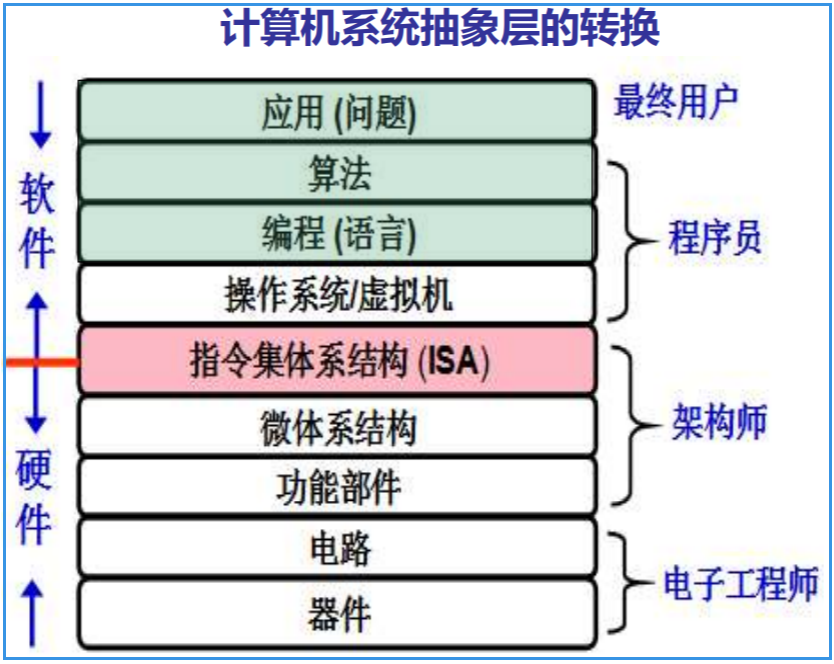 计算机系统抽象层的转换
应用 (问题)
最终用户
算法
软件
编程 (语言)
程序员
操作系统/虚拟机
指令集体系结构 (ISA)
微体系结构
架构师
硬件
功能部件
电路
电子工程师
器件